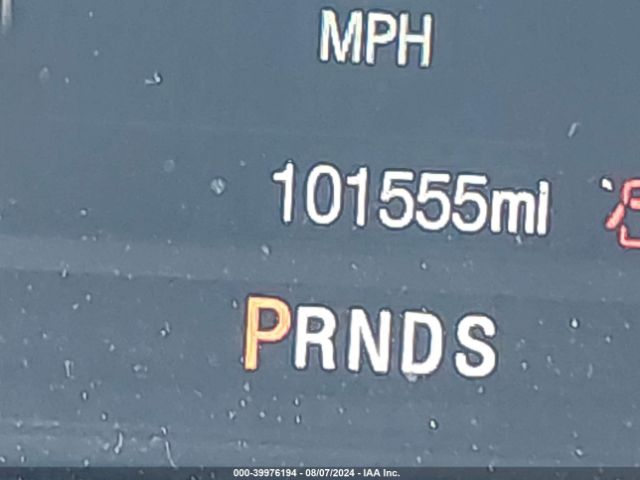 MPH
101555mi
PRNDS
000-39976194 - 08/07/2024 - IAA Inc.